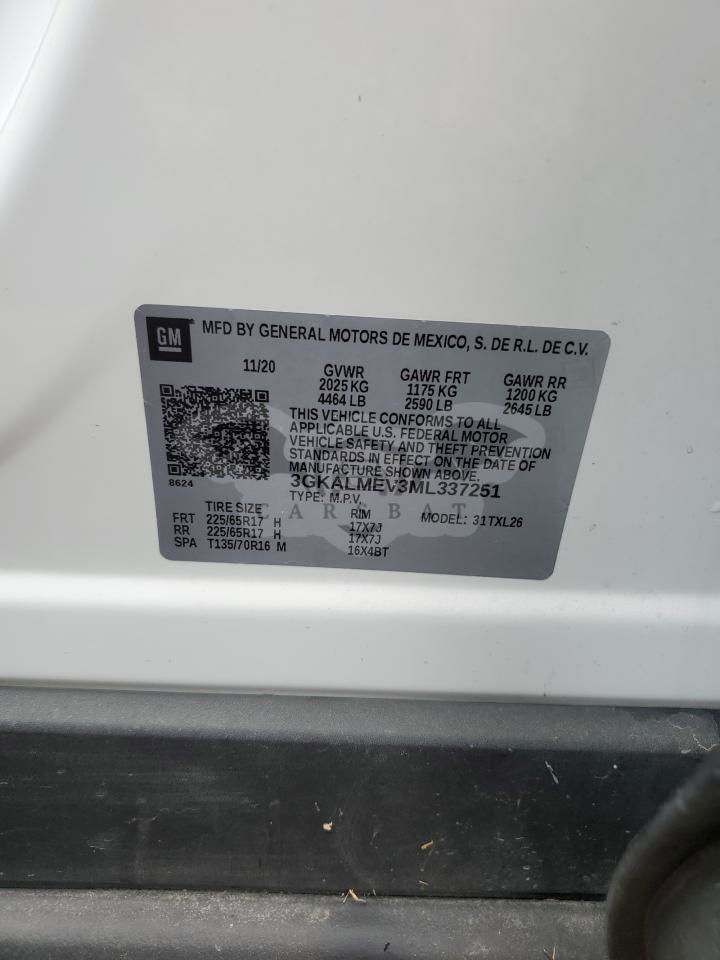 GM MFD BY GENERAL MOTORS DE MEXICO, S. DE R.L. DE C.V.
11/20 GVWR GAWR FRT GAWR RR
2025 KG 1175 KG 1200 KG
4464 LB 2590 LB 2645 LB
THIS VEHICLE CONFORMS TO ALL
APPLICABLE U.S. FEDERAL MOTOR
VEHICLE SAFETY AND THEFT PREVENTION
STANDARDS IN EFFECT ON THE DATE OF
MANUFACTURE SHOWN ABOVE.
8624
3GKALMEV3ML337251
TYPE: M.P.V.
CARSBAT
TIRE SIZE RIM MODEL: 31TXL26
FRT 225/65R17 H 17X7J
RR 225/65R17 H 17X7J
SPA T135/70R16 M 16X4BT